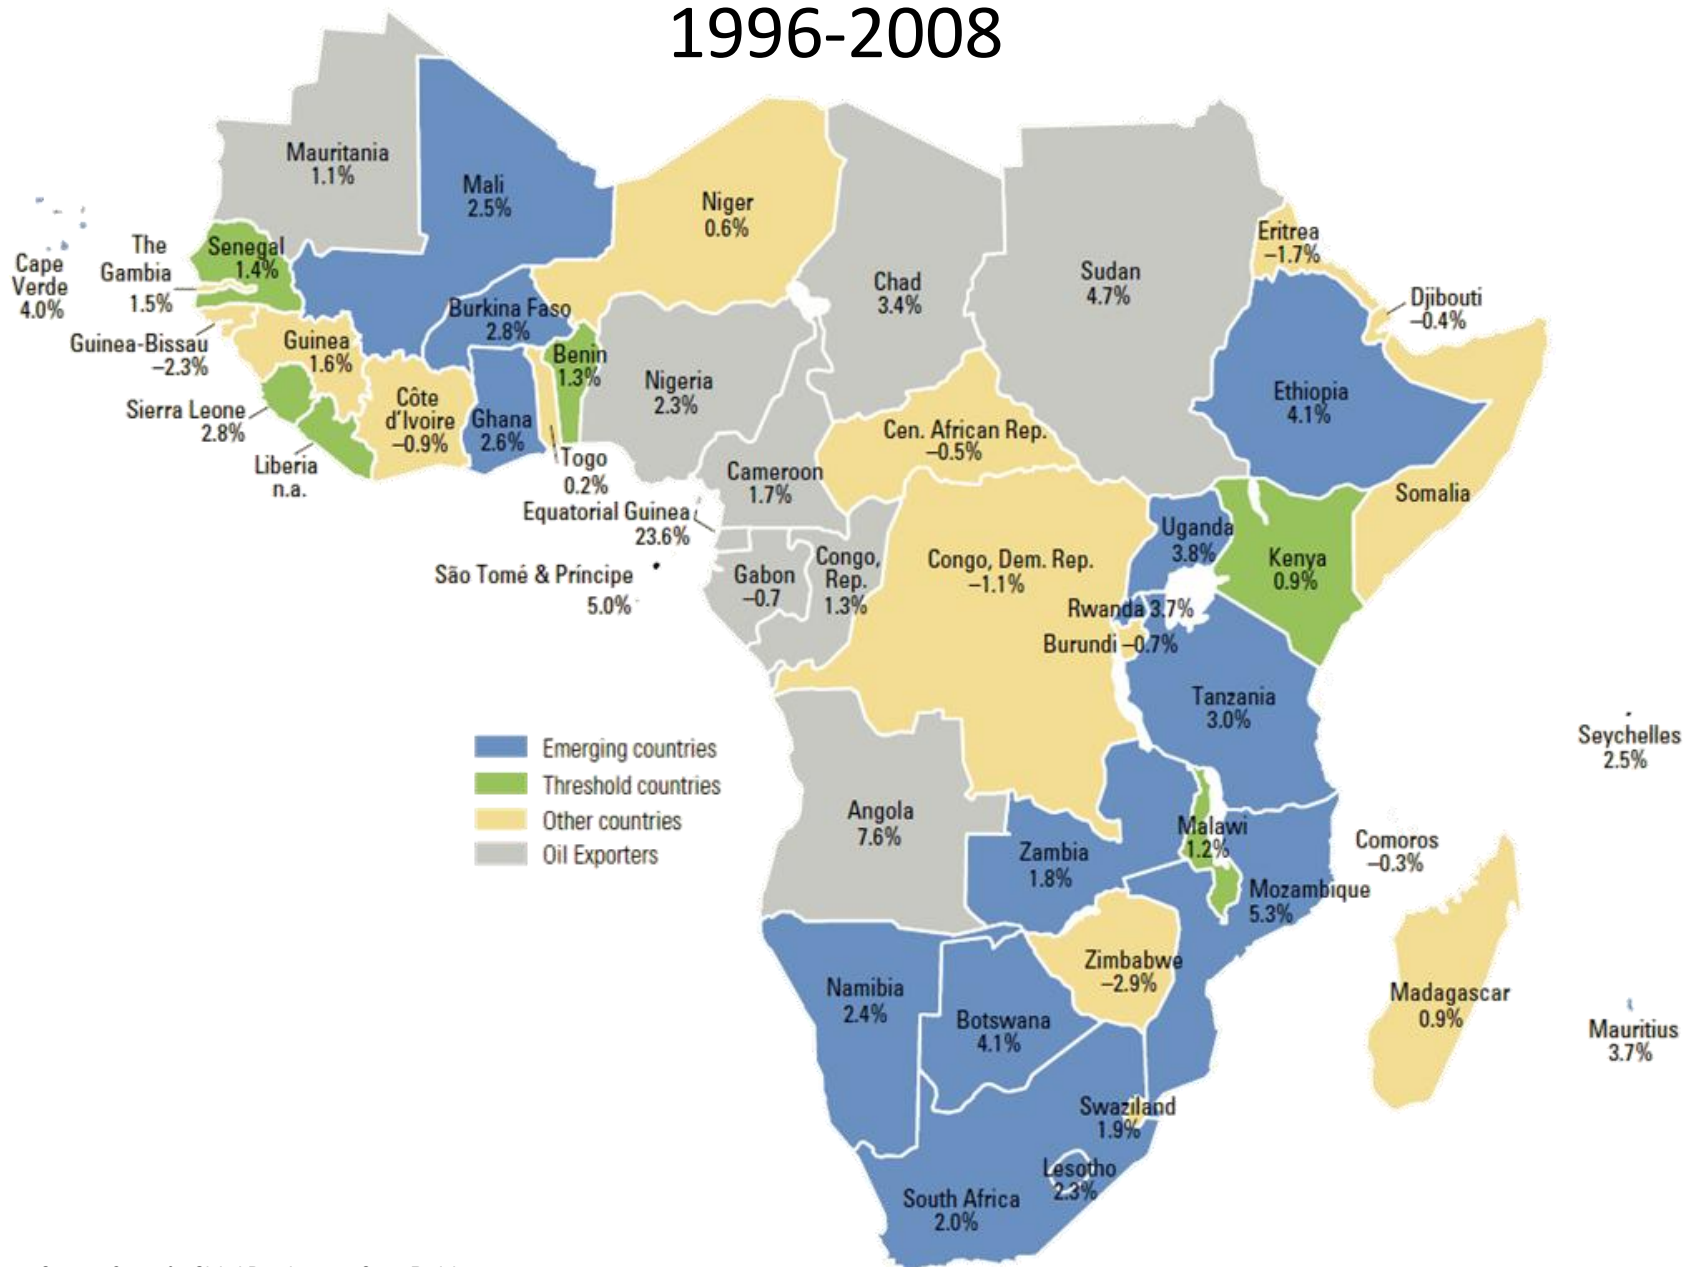 1996-2008
Mauritania
1.1%
Mali
2.5%
Niger
0.6%
Chad
3.4%
Sudan
4.7%
Eritrea
–1.7%
Djibouti
–0.4%
Cape
Verde
4.0%
The
Gambia
1.5%
Senegal
1.4%
Guinea-Bissau
–2.3%
Guinea
1.6%
Sierra Leone
2.8%
Liberia
n.a.
Côte
d'Ivoire
–0.9%
Burkina Faso
2.8%
Ghana
2.6%
Benin
1.3%
Togo
0.2%
Nigeria
2.3%
Cameroon
1.7%
Cen. African Rep.
–0.5%
Ethiopia
4.1%
Somalia
Equatorial Guinea
23.6%
São Tomé & Príncipe
5.0%
Gabon
–0.7
Congo,
Rep.
1.3%
Congo, Dem. Rep.
–1.1%
Uganda
3.8%
Kenya
0.9%
Rwanda 3.7%
Burundi –0.7%
Tanzania
3.0%
Seychelles
2.5%
Emerging countries
Threshold countries
Other countries
Oil Exporters
Angola
7.6%
Zambia
1.8%
Malawi
1.2%
Mozambique
5.3%
Comoros
–0.3%
Zimbabwe
–2.9%
Madagascar
0.9%
Mauritius
3.7%
Namibia
2.4%
Botswana
4.1%
Swaziland
1.9%
Lesotho
2.3%
South Africa
2.0%